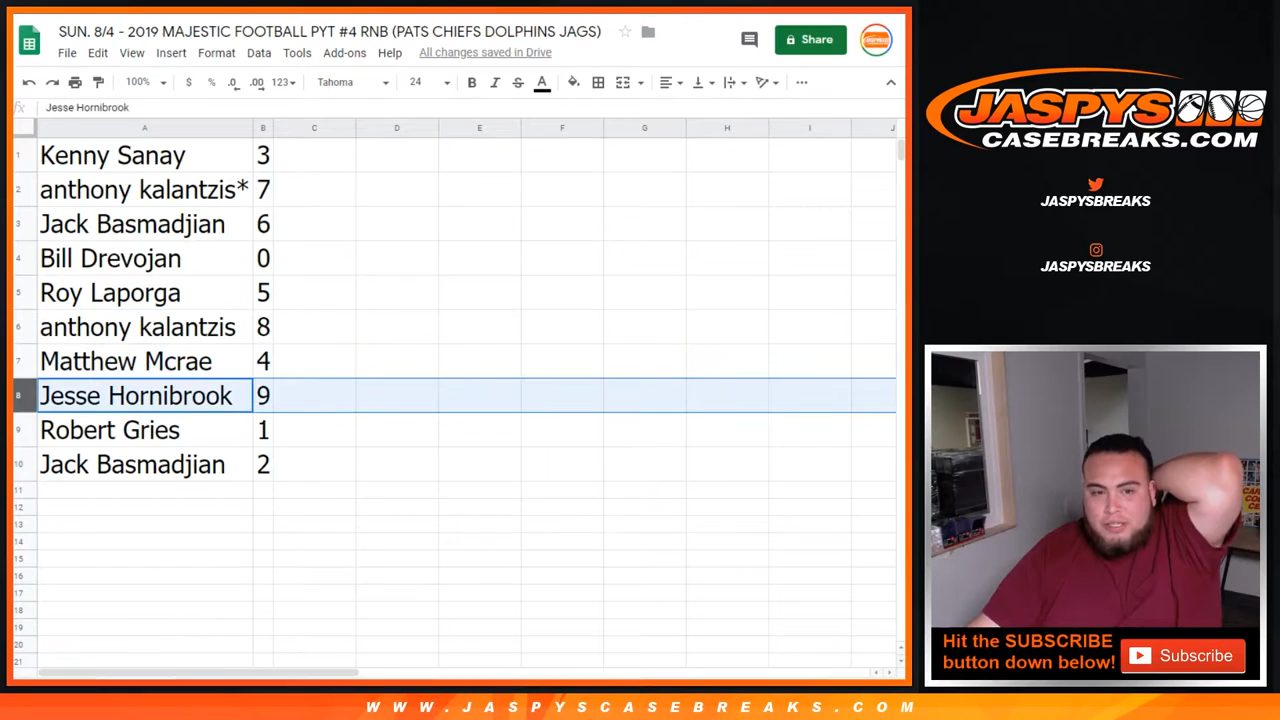 SUN. 8/4 - 2019 MAJESTIC FOOTBALL PYT #4 RNB (PATS CHIEFS DOLPHINS JAGS)
File Edit View Insert Format Data Tools Add-ons Help All changes saved in Drive
Share
100% $ % .0 .00 123 Tahoma 24 B I S A
fx Jesse Hornibrook
A B C D E F G H I J
1 Kenny Sanay 3
2 anthony kalantzis* 7
3 Jack Basmadjian 6
4 Bill Drevojan 0
5 Roy Laporga 5
6 anthony kalantzis 8
7 Matthew Mcrae 4
8 Jesse Hornibrook 9
9 Robert Gries 1
10 Jack Basmadjian 2
11
12
13
14
15
16
17
18
19
20
21
JASPYS
CASEBREAKS.COM
JASPYSBREAKS
JASPYSBREAKS
Hit the SUBSCRIBE
button down below!
Subscribe
WWW.JASPYSCASEBREAKS.COM